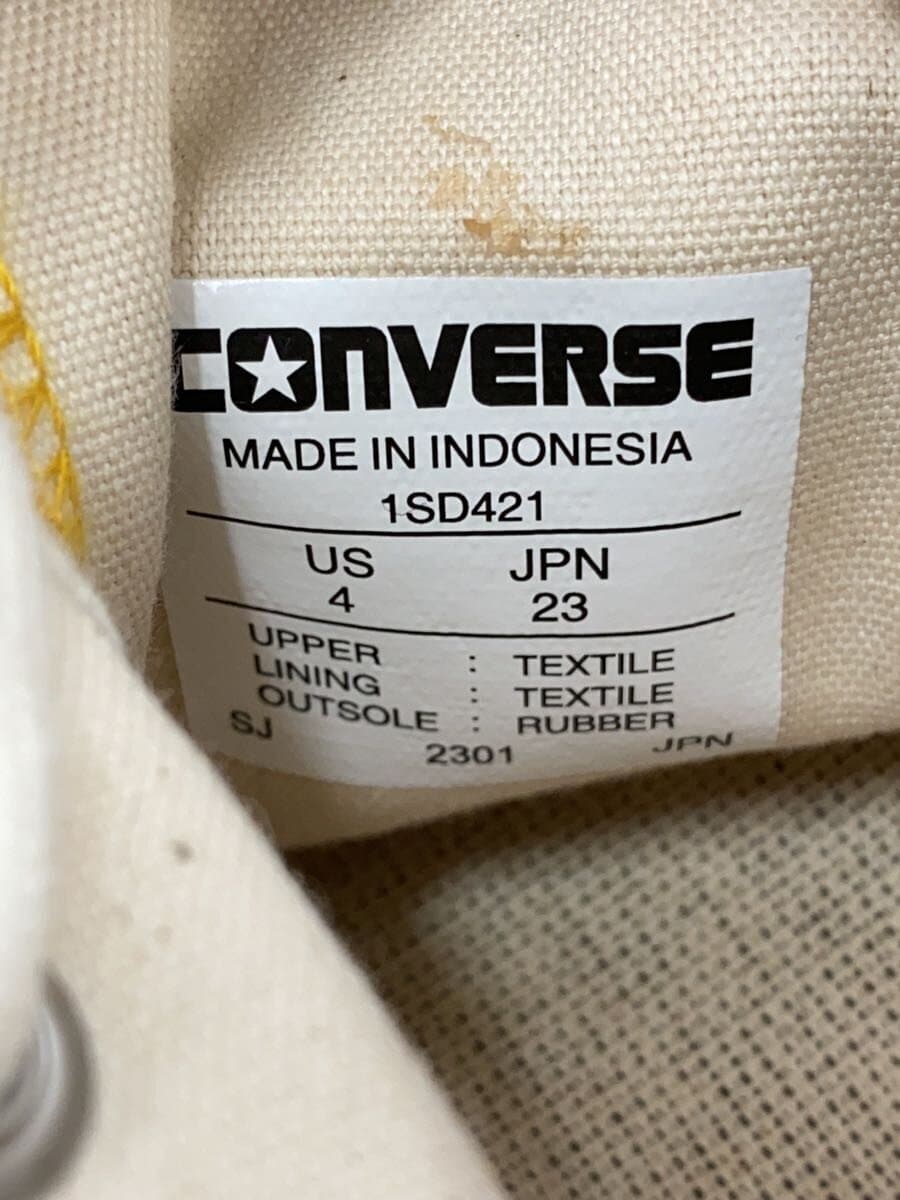 CONVERSE
MADE IN INDONESIA
1SD421
US JPN
4 23
UPPER : TEXTILE
LINING : TEXTILE
OUTSOLE : RUBBER
SJ 2301 JPN